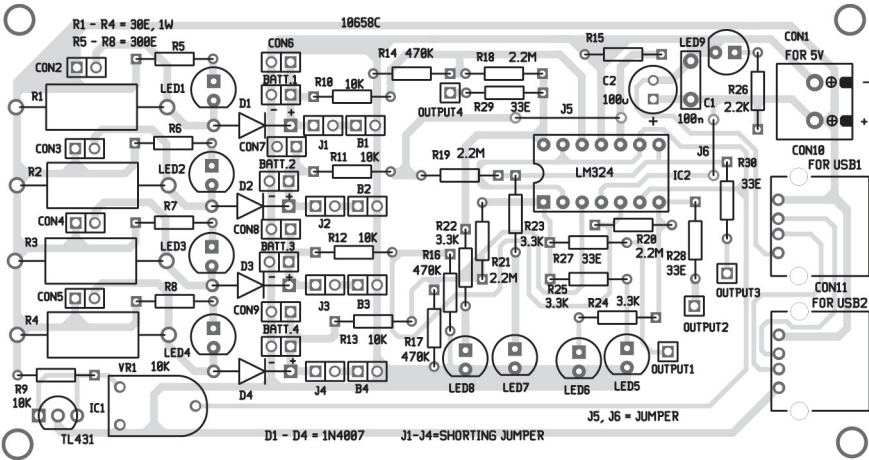 R1 - R4 = 30E, 1W
10658C
R5 - R8 = 300E
R5
CON6
R14 470K
R18 2.2M
R15
LED9
CON1
FOR 5V
CON2
LED1
BATT.1
R10 10K
OUTPUT4
R29 33E
C2
100u
+
C1
100n
R26
2.2K
-
+
R1
D1
-
+
J5
R6
CON7
J1
B1
J6
CON10
FOR USB1
CON3
LED2
BATT.2
R11 10K
R19 2.2M
LM324
IC2
R30
33E
R2
D2
-
+
B2
J2
R7
CON4
CON8
R22
3.3K
R23
3.3K
R20
2.2M
R28
33E
LED3
BATT.3
R12 10K
R16
470K
R21
2.2M
R27 33E
OUTPUT3
R3
D3
-
+
J3
B3
R25
3.3K
CON11
FOR USB2
R8
CON5
CON9
R24 3.3K
OUTPUT2
R4
LED4
BATT.4
R13 10K
R17
470K
OUTPUT1
VR1 10K
D4
-
+
J4
B4
LED8
LED7
LED6
LED5
R9
10K
IC1
TL431
J5, J6 = JUMPER
D1 - D4 = 1N4007
J1-J4=SHORTING JUMPER